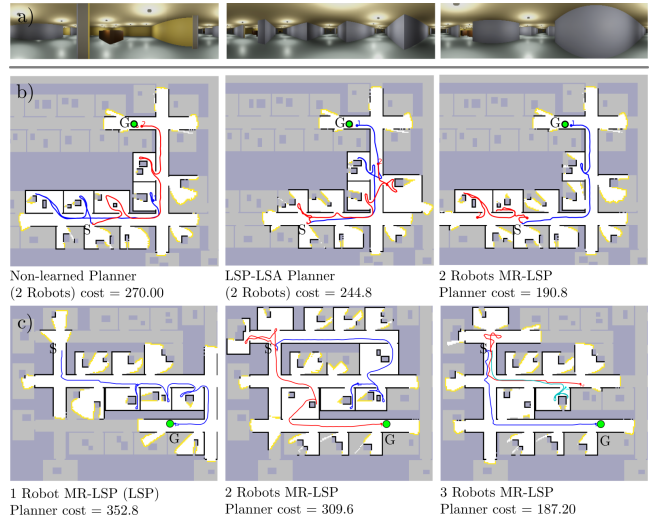 a)
b)
G
S
G
S
G
S
Non-learned Planner
(2 Robots) cost = 270.00
LSP-LSA Planner
(2 Robots) cost = 244.8
2 Robots MR-LSP
Planner cost = 190.8
c)
S
G
S
G
S
G
1 Robot MR-LSP (LSP)
Planner cost = 352.8
2 Robots MR-LSP
Planner cost = 309.6
3 Robots MR-LSP
Planner cost = 187.20